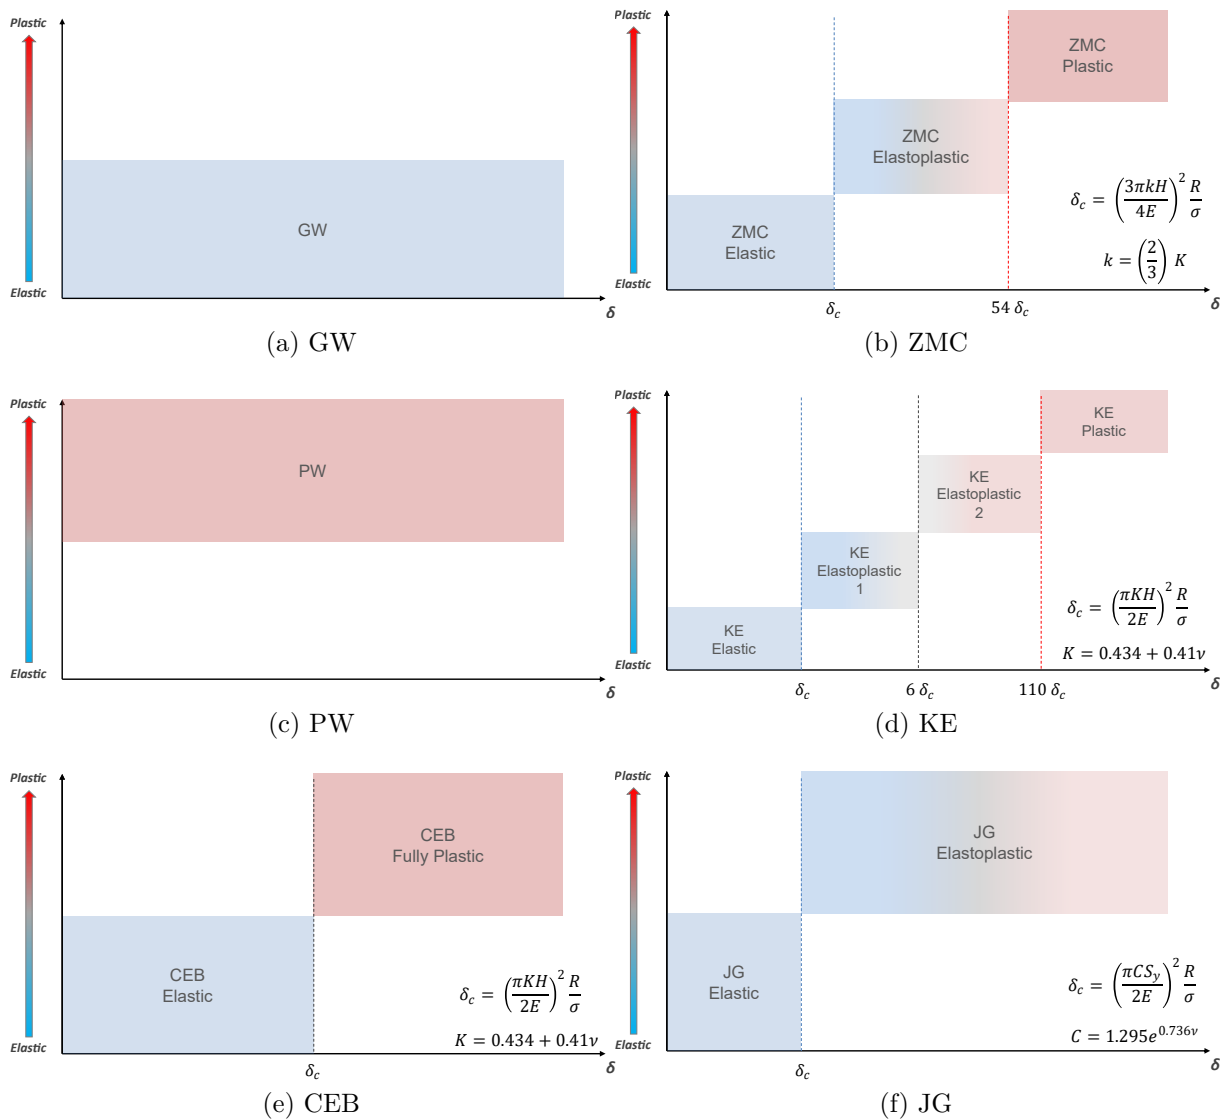 Plastic
GW
Elastic
δ
(a) GW
Plastic
ZMC
Plastic
ZMC
Elastoplastic
ZMC
Elastic
δ_c = (3πkH/4E)² R/σ
k = (2/3) K
Elastic
δ_c
54 δ_c
δ
(b) ZMC
Plastic
PW
Elastic
δ
(c) PW
Plastic
KE
Plastic
KE
Elastoplastic
2
KE
Elastoplastic
1
KE
Elastic
δ_c = (πKH/2E)² R/σ
K = 0.434 + 0.41ν
Elastic
δ_c
6 δ_c
110 δ_c
δ
(d) KE
Plastic
CEB
Fully Plastic
CEB
Elastic
δ_c = (πKH/2E)² R/σ
K = 0.434 + 0.41ν
Elastic
δ_c
δ
(e) CEB
Plastic
JG
Elastoplastic
JG
Elastic
δ_c = (πCS_y/2E)² R/σ
C = 1.295e^{0.736ν}
Elastic
δ_c
δ
(f) JG